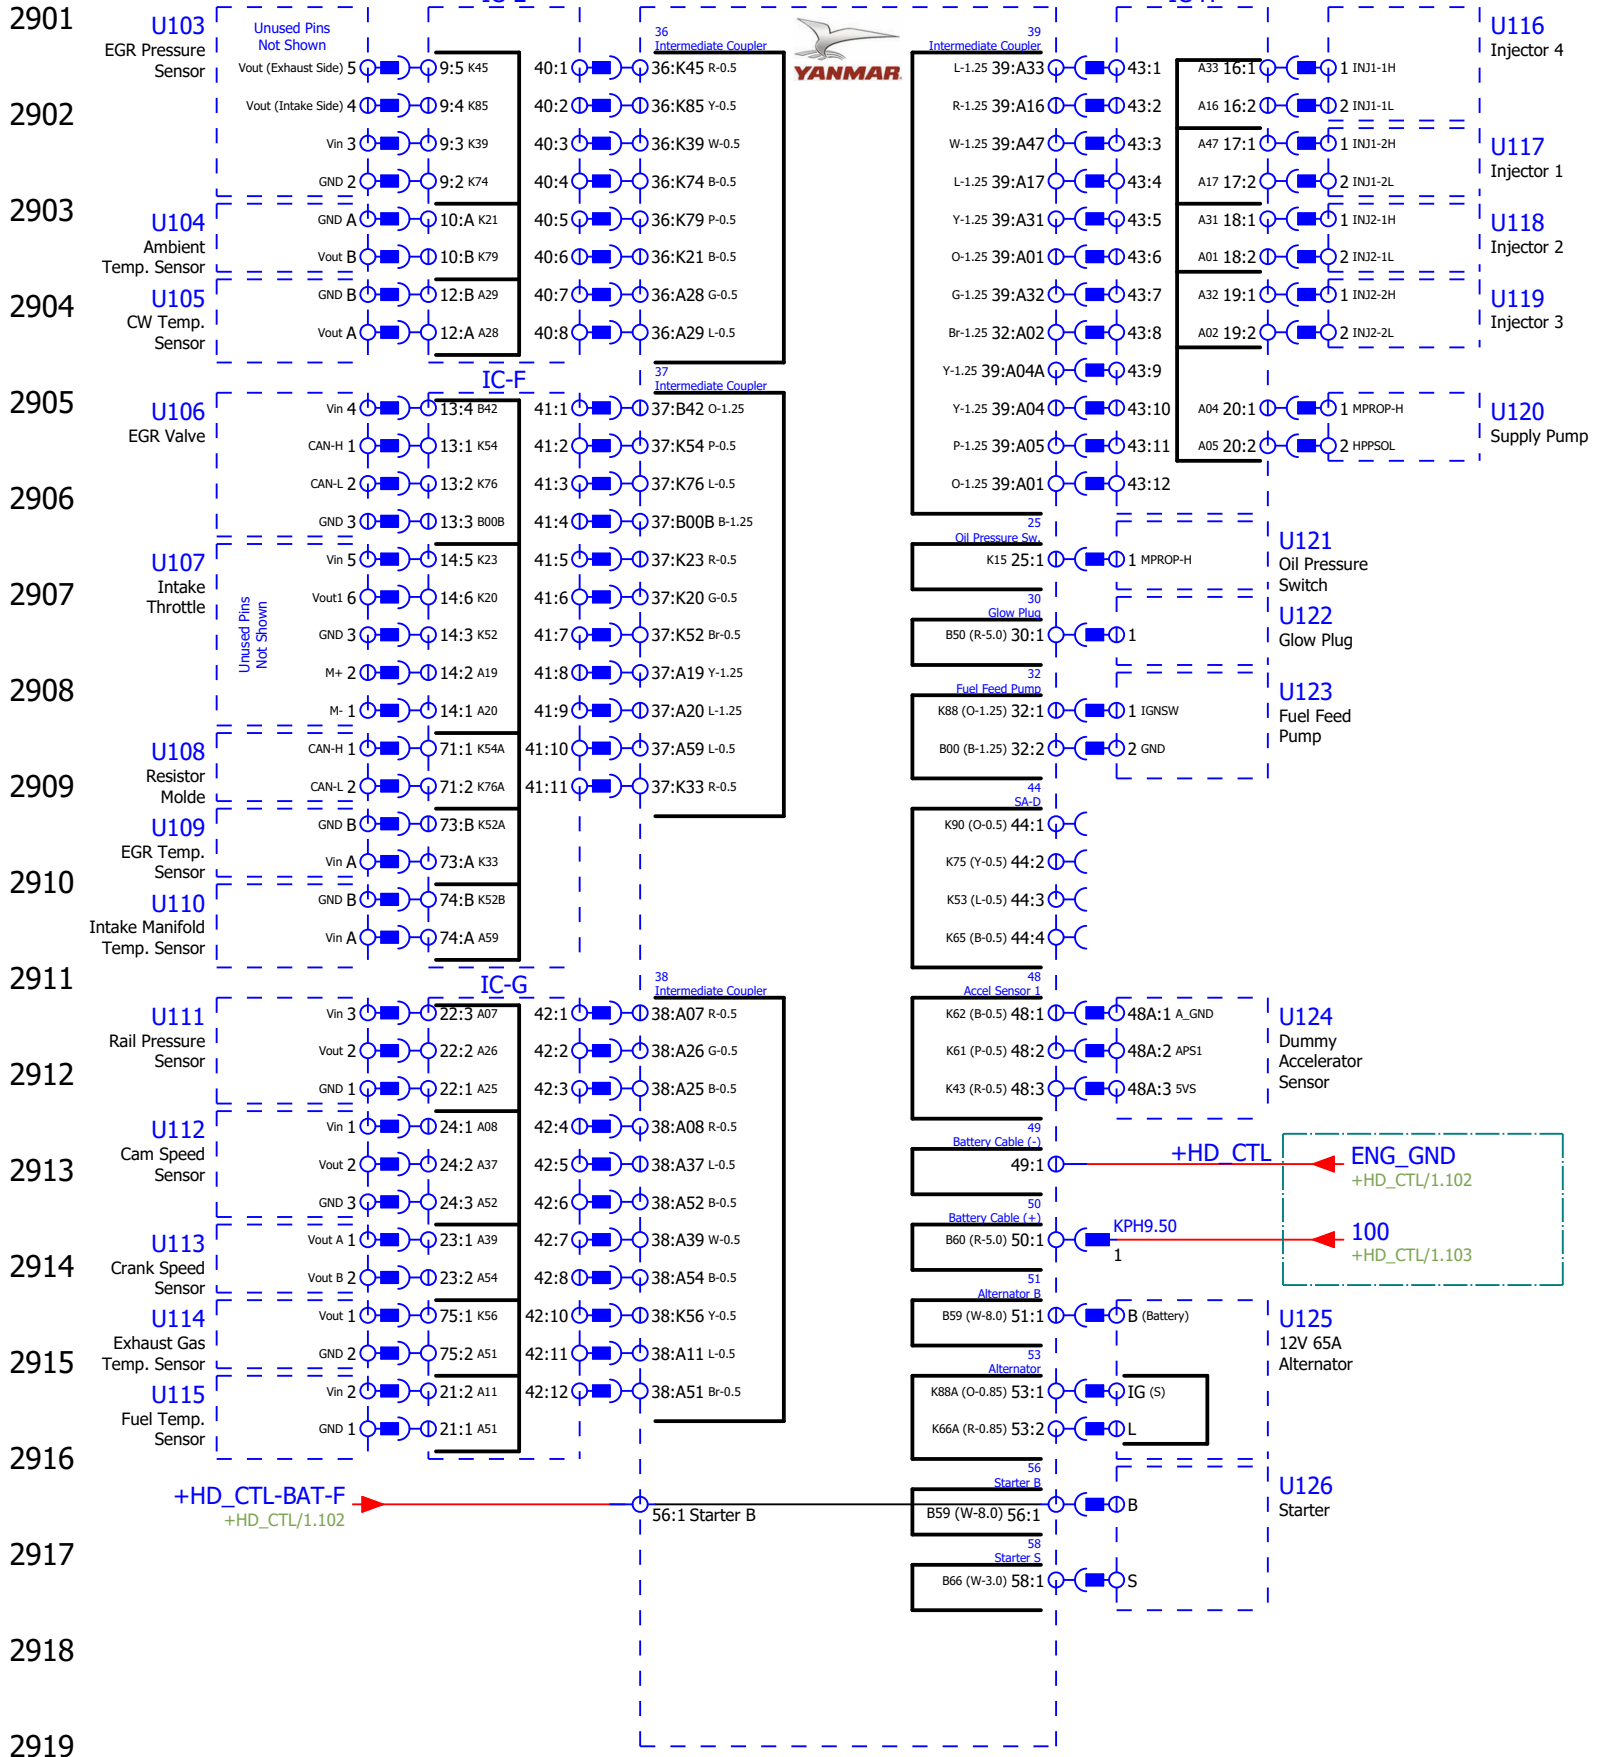 2901
2902
2903
2904
2905
2906
2907
2908
2909
2910
2911
2912
2913
2914
2915
2916
2917
2918
2919
U103
EGR Pressure
Sensor
Unused Pins
Not Shown
Vout (Exhaust Side) 5 9:5 K45
Vout (Intake Side) 4 9:4 K85
Vin 3 9:3 K39
GND 2 9:2 K74
U104
Ambient
Temp. Sensor
GND A 10:A K21
Vout B 10:B K79
U105
CW Temp.
Sensor
GND B 12:B A29
Vout A 12:A A28
40:1 36:K45 R-0.5
40:2 36:K85 Y-0.5
40:3 36:K39 W-0.5
40:4 36:K74 B-0.5
40:5 36:K79 P-0.5
40:6 36:K21 B-0.5
40:7 36:A28 G-0.5
40:8 36:A29 L-0.5
36
Intermediate Coupler
YANMAR
IC-F
U106
EGR Valve
Vin 4 13:4 B42
CAN-H 1 13:1 K54
CAN-L 2 13:2 K76
GND 3 13:3 B00B
U107
Intake
Throttle
Unused Pins
Not Shown
Vin 5 14:5 K23
Vout1 6 14:6 K20
GND 3 14:3 K52
M+ 2 14:2 A19
M- 1 14:1 A20
U108
Resistor
Molde
CAN-H 1 71:1 K54A
CAN-L 2 71:2 K76A
U109
EGR Temp.
Sensor
GND B 73:B K52A
Vin A 73:A K33
U110
Intake Manifold
Temp. Sensor
GND B 74:B K52B
Vin A 74:A A59
37
Intermediate Coupler
41:1 37:B42 O-1.25
41:2 37:K54 P-0.5
41:3 37:K76 L-0.5
41:4 37:B00B B-1.25
41:5 37:K23 R-0.5
41:6 37:K20 G-0.5
41:7 37:K52 Br-0.5
41:8 37:A19 Y-1.25
41:9 37:A20 L-1.25
41:10 37:A59 L-0.5
41:11 37:K33 R-0.5
IC-G
U111
Rail Pressure
Sensor
Vin 3 22:3 A07
Vout 2 22:2 A26
GND 1 22:1 A25
U112
Cam Speed
Sensor
Vin 1 24:1 A08
Vout 2 24:2 A37
GND 3 24:3 A52
U113
Crank Speed
Sensor
Vout A 1 23:1 A39
Vout B 2 23:2 A54
U114
Exhaust Gas
Temp. Sensor
Vout 1 75:1 K56
GND 2 75:2 A51
U115
Fuel Temp.
Sensor
Vin 2 21:2 A11
GND 1 21:1 A51
38
Intermediate Coupler
42:1 38:A07 R-0.5
42:2 38:A26 G-0.5
42:3 38:A25 B-0.5
42:4 38:A08 R-0.5
42:5 38:A37 L-0.5
42:6 38:A52 B-0.5
42:7 38:A39 W-0.5
42:8 38:A54 B-0.5
42:10 38:K56 Y-0.5
42:11 38:A11 L-0.5
42:12 38:A51 Br-0.5
+HD_CTL-BAT-F
+HD_CTL/1.102
56:1 Starter B
39
Intermediate Coupler
L-1.25 39:A33 43:1
R-1.25 39:A16 43:2
W-1.25 39:A47 43:3
L-1.25 39:A17 43:4
Y-1.25 39:A31 43:5
O-1.25 39:A01 43:6
G-1.25 39:A32 43:7
Br-1.25 32:A02 43:8
Y-1.25 39:A04A 43:9
Y-1.25 39:A04 43:10
P-1.25 39:A05 43:11
O-1.25 39:A01 43:12
A33 16:1 1 INJ1-1H
A16 16:2 2 INJ1-1L
A47 17:1 1 INJ1-2H
A17 17:2 2 INJ1-2L
A31 18:1 1 INJ2-1H
A01 18:2 2 INJ2-1L
A32 19:1 1 INJ2-2H
A02 19:2 2 INJ2-2L
A04 20:1 1 MPROP-H
A05 20:2 2 HPPSOL
U116
Injector 4
U117
Injector 1
U118
Injector 2
U119
Injector 3
U120
Supply Pump
25
Oil Pressure Sw.
K15 25:1 1 MPROP-H
U121
Oil Pressure
Switch
30
Glow Plug
B50 (R-5.0) 30:1 1
U122
Glow Plug
32
Fuel Feed Pump
K88 (O-1.25) 32:1 1 IGNSW
B00 (B-1.25) 32:2 2 GND
U123
Fuel Feed
Pump
44
SA-D
K90 (O-0.5) 44:1
K75 (Y-0.5) 44:2
K53 (L-0.5) 44:3
K65 (B-0.5) 44:4
48
Accel Sensor 1
K62 (B-0.5) 48:1 48A:1 A_GND
K61 (P-0.5) 48:2 48A:2 APS1
K43 (R-0.5) 48:3 48A:3 5VS
U124
Dummy
Accelerator
Sensor
49
Battery Cable (-)
49:1
+HD_CTL
ENG_GND
+HD_CTL/1.102
50
Battery Cable (+)
B60 (R-5.0) 50:1
KPH9.50
1
100
+HD_CTL/1.103
51
Alternator B
B59 (W-8.0) 51:1 B (Battery)
U125
12V 65A
Alternator
53
Alternator
K88A (O-0.85) 53:1 IG (S)
K66A (R-0.85) 53:2 L
56
Starter B
B59 (W-8.0) 56:1 B
U126
Starter
58
Starter S
B66 (W-3.0) 58:1 S